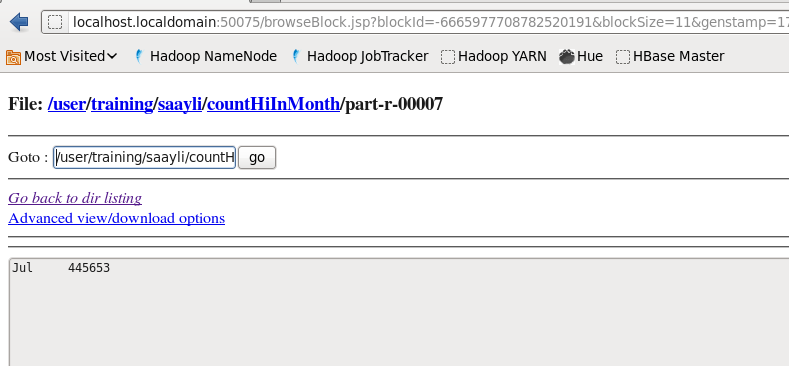 localhost.localdomain:50075/browseBlock.jsp?blockId=-6665977708782520191&blockSize=11&genstamp=17
Most Visited Hadoop NameNode Hadoop JobTracker Hadoop YARN Hue HBase Master
File: /user/training/saayli/countHiInMonth/part-r-00007
Goto : /user/training/saayli/countH go
Go back to dir listing
Advanced view/download options
Jul 445653